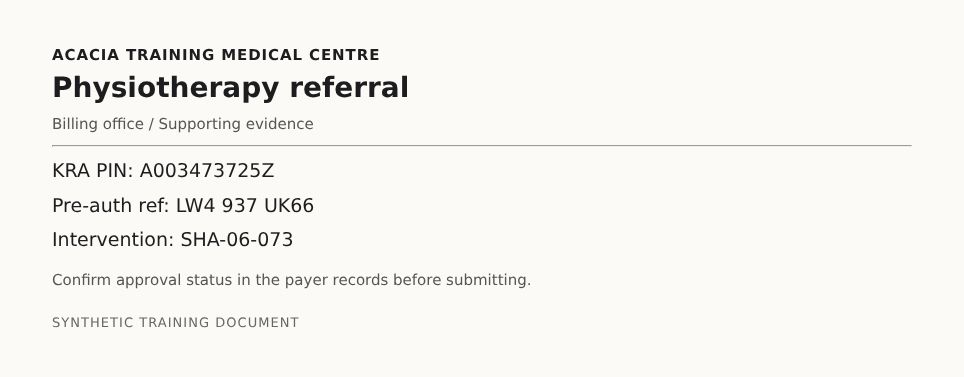 ACACIA TRAINING MEDICAL CENTRE
Physiotherapy referral
Billing office / Supporting evidence
KRA PIN: A003473725Z
Pre-auth ref: LW4 937 UK66
Intervention: SHA-06-073
Confirm approval status in the payer records before submitting.
SYNTHETIC TRAINING DOCUMENT